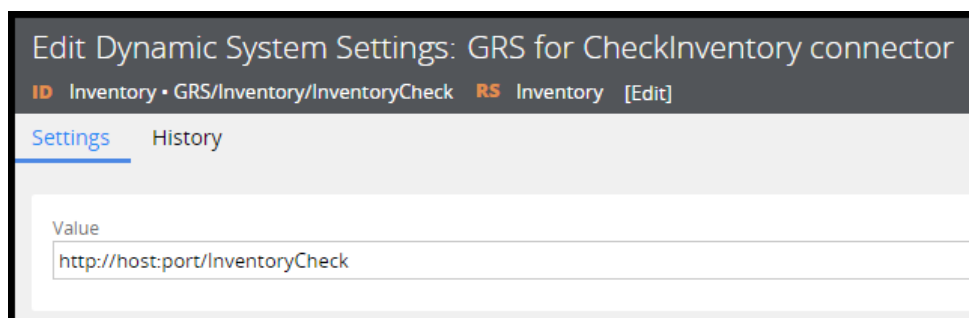 Edit Dynamic System Settings: GRS for CheckInventory connector
ID Inventory • GRS/Inventory/InventoryCheck RS Inventory [Edit]
Settings History
Value
http://host:port/InventoryCheck